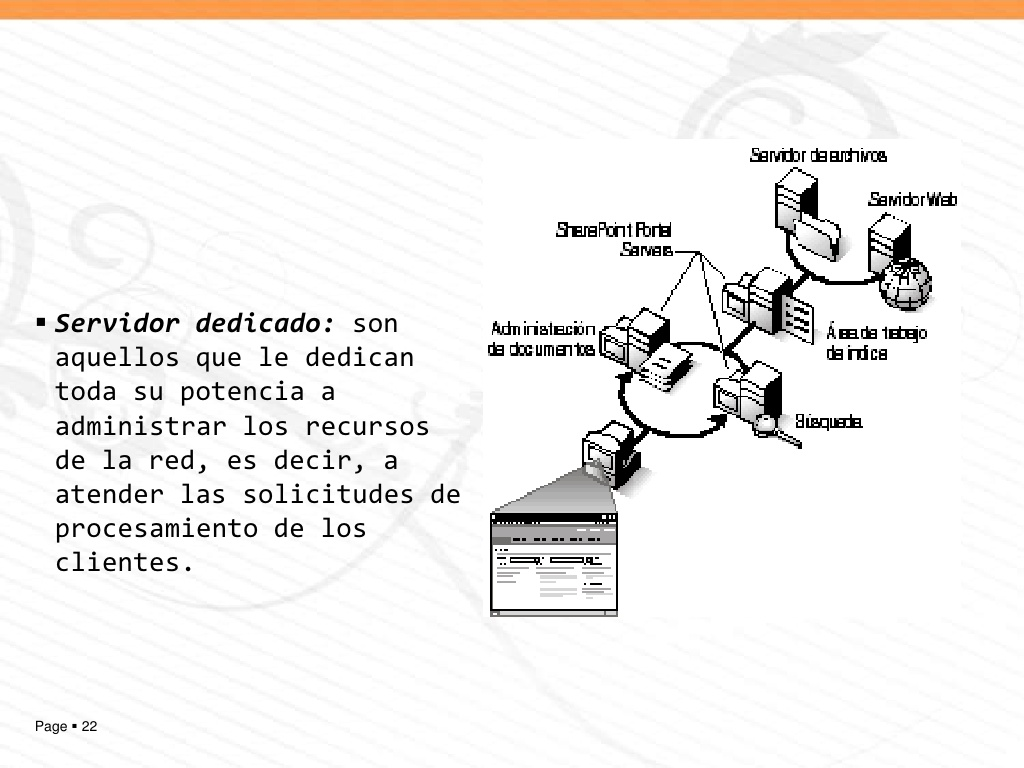 ▪ Servidor dedicado: son
aquellos que le dedican
toda su potencia a
administrar los recursos
de la red, es decir, a
atender las solicitudes de
procesamiento de los
clientes.
Servidor de archivos
Servidor Web
SharePoint Portal
Servers
Administración
de documentos
Área de trabajo
de índice
Búsqueda
Page ▪ 22